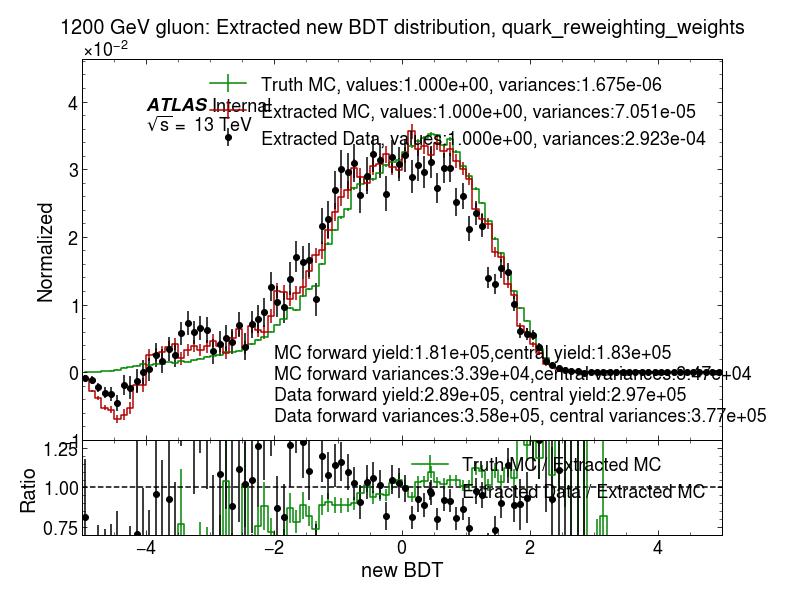 1200 GeV gluon: Extracted new BDT distribution, quark_reweighting_weights
×10−2
Truth MC, values:1.000e+00, variances:1.675e-06
ATLAS Internal
Extracted MC, values:1.000e+00, variances:7.051e-05
√s = 13 TeV
Extracted Data, values:1.000e+00, variances:2.923e-04
4
3
2
1
0
−1
Normalized
MC forward yield:1.81e+05,central yield:1.83e+05
MC forward variances:3.39e+04,central variances:3.47e+04
Data forward yield:2.89e+05, central yield:2.97e+05
Data forward variances:3.58e+05, central variances:3.77e+05
1.25
1.00
0.75
Ratio
Truth MC / Extracted MC
Extracted Data / Extracted MC
−4 −2 0 2 4
new BDT